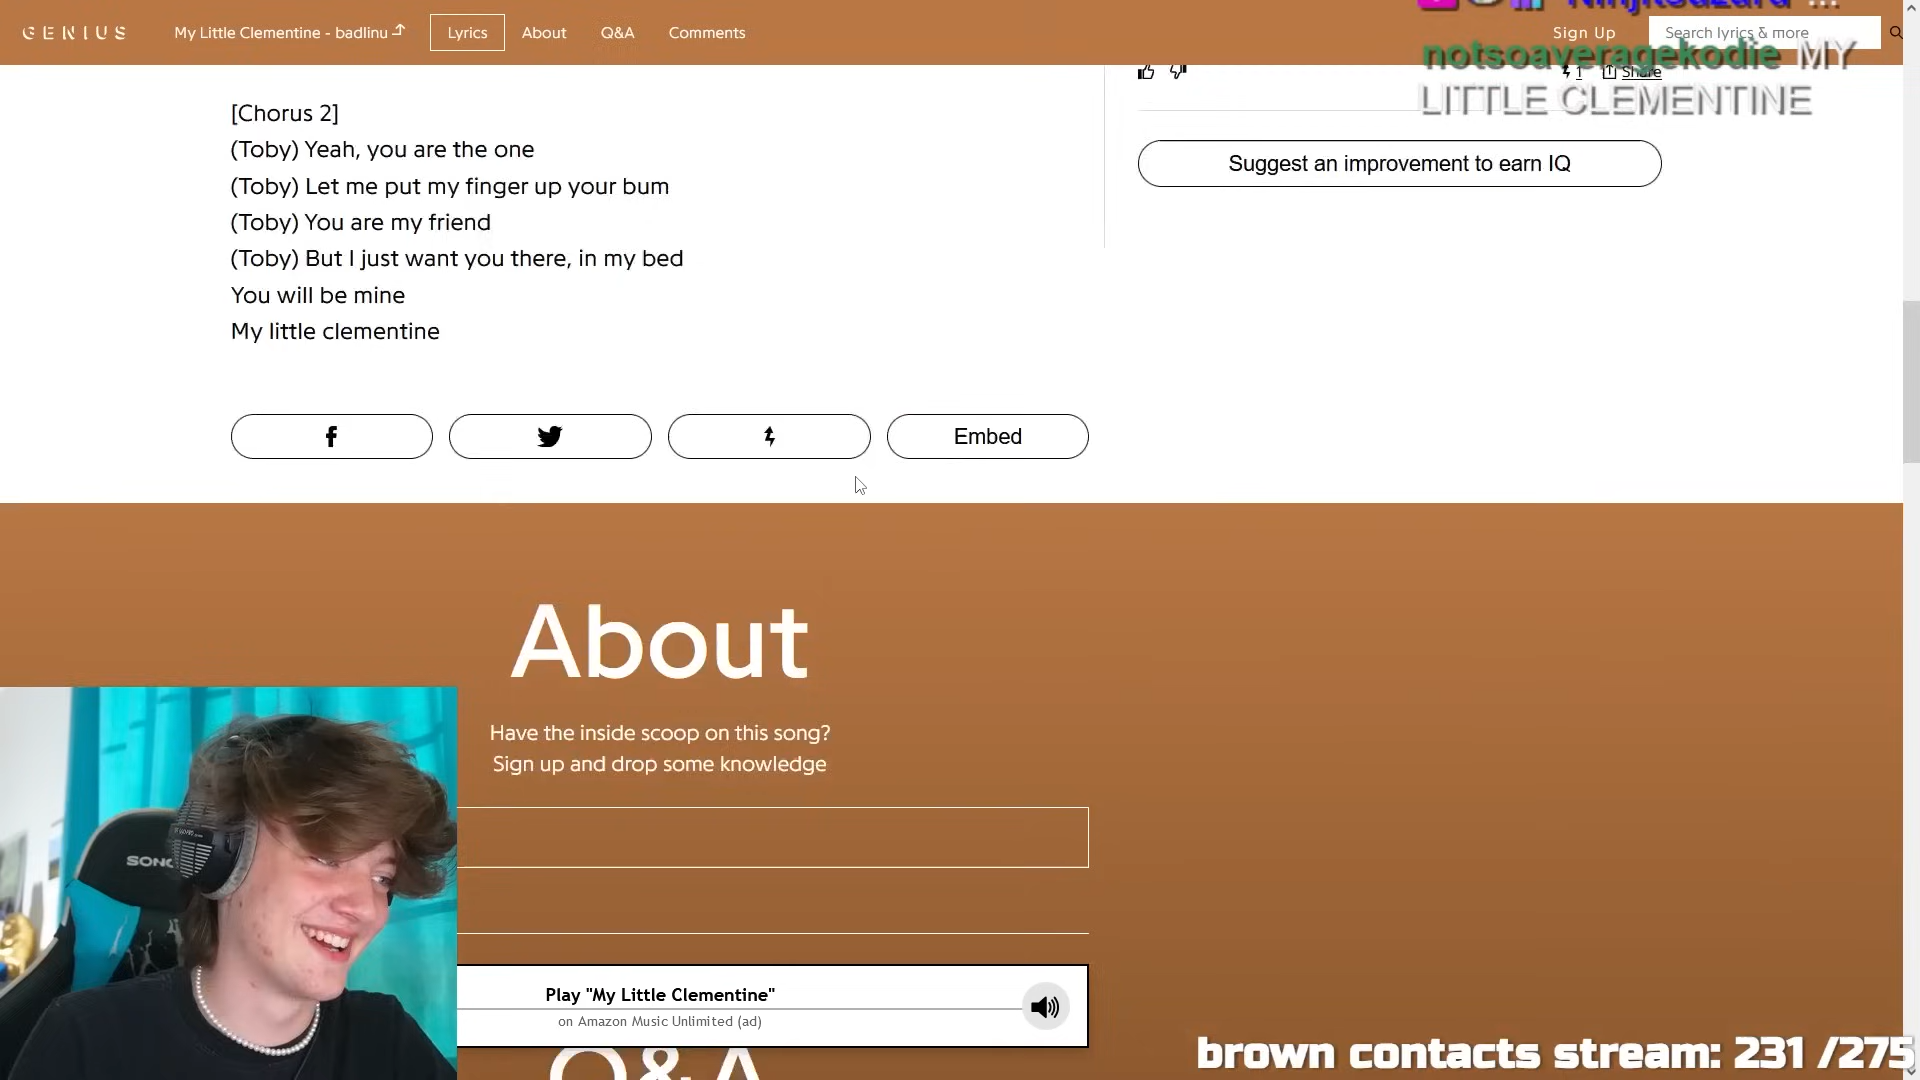 GENIUS
My Little Clementine - badlinu
Lyrics
About
Q&A
Comments
Sign Up
Search lyrics & more
notsoaveragekodie MY
LITTLE CLEMENTINE
1
Share
[Chorus 2]
(Toby) Yeah, you are the one
(Toby) Let me put my finger up your bum
(Toby) You are my friend
(Toby) But I just want you there, in my bed
You will be mine
My little clementine
Suggest an improvement to earn IQ
Embed
About
Have the inside scoop on this song?
Sign up and drop some knowledge
Play "My Little Clementine"
on Amazon Music Unlimited (ad)
Q&A
brown contacts stream: 231 /275